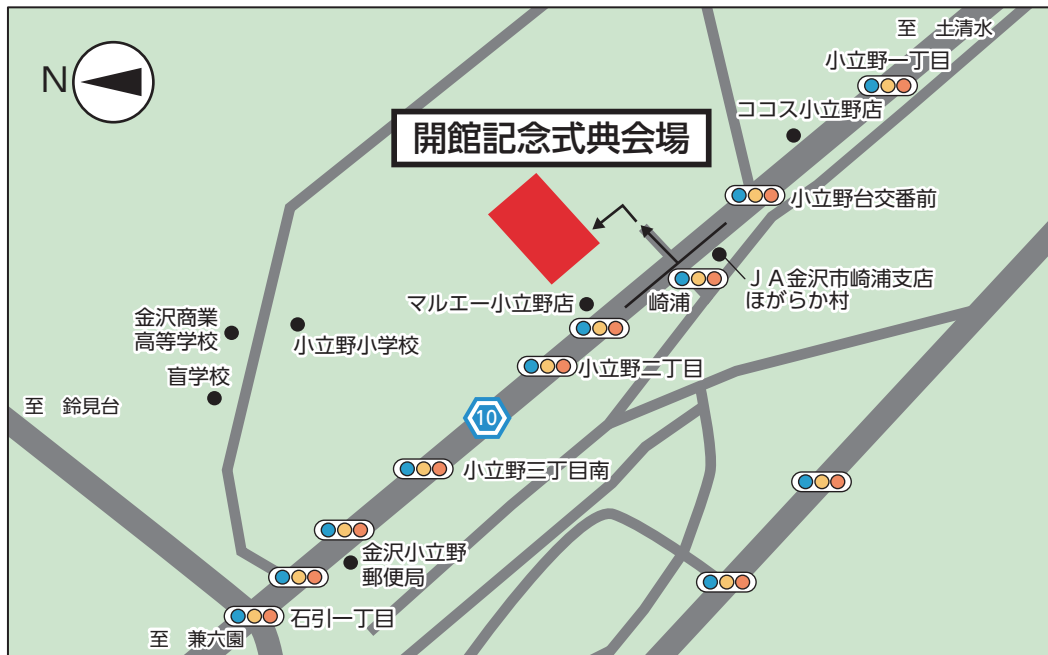 至　土清水
小立野一丁目
N
ココス小立野店
開館記念式典会場
小立野台交番前
ＪＡ金沢市崎浦支店
ほがらか村
崎浦
マルエー小立野店
金沢商業
高等学校
小立野小学校
小立野二丁目
盲学校
至　鈴見台
10
小立野三丁目南
金沢小立野
郵便局
石引一丁目
至　兼六園